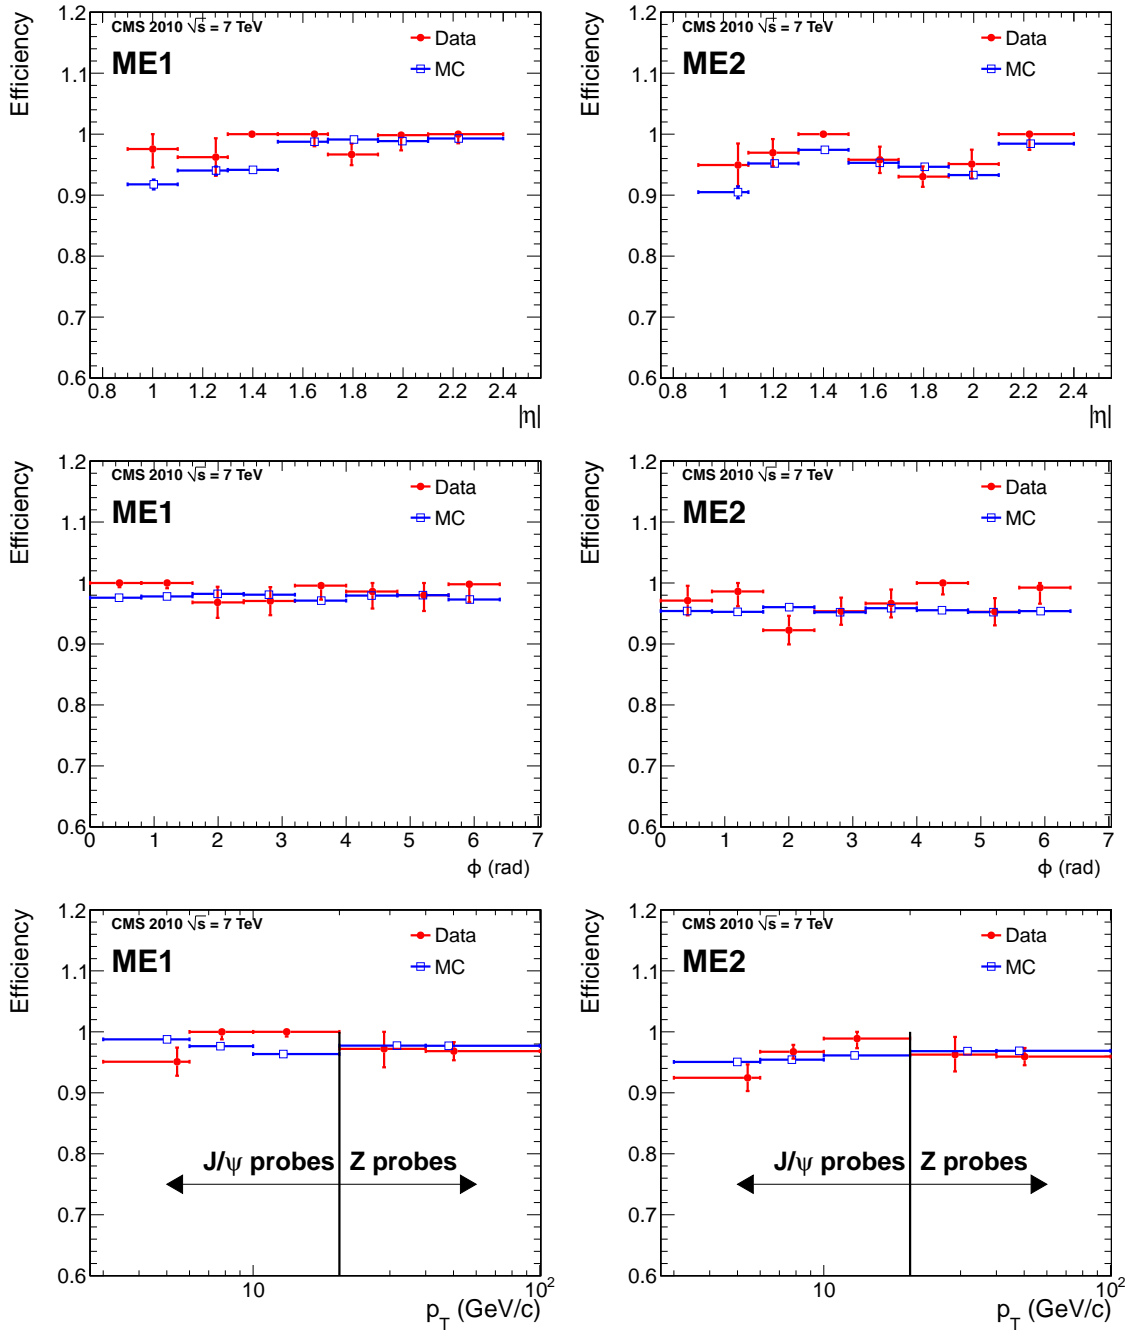 CMS 2010 √s = 7 TeV
ME1
Data
MC
Efficiency
1.2
1.1
1
0.9
0.8
0.7
0.6
0.8 1 1.2 1.4 1.6 1.8 2 2.2 2.4
|η|
CMS 2010 √s = 7 TeV
ME2
Data
MC
Efficiency
1.2
1.1
1
0.9
0.8
0.7
0.6
0.8 1 1.2 1.4 1.6 1.8 2 2.2 2.4
|η|
CMS 2010 √s = 7 TeV
ME1
Data
MC
Efficiency
1.2
1.1
1
0.9
0.8
0.7
0.6
0 1 2 3 4 5 6 7
ϕ (rad)
CMS 2010 √s = 7 TeV
ME2
Data
MC
Efficiency
1.2
1.1
1
0.9
0.8
0.7
0.6
0 1 2 3 4 5 6 7
ϕ (rad)
CMS 2010 √s = 7 TeV
ME1
Data
MC
Efficiency
1.2
1.1
1
0.9
0.8
0.7
0.6
J/ψ probes Z probes
10 10²
p_T (GeV/c)
CMS 2010 √s = 7 TeV
ME2
Data
MC
Efficiency
1.2
1.1
1
0.9
0.8
0.7
0.6
J/ψ probes Z probes
10 10²
p_T (GeV/c)